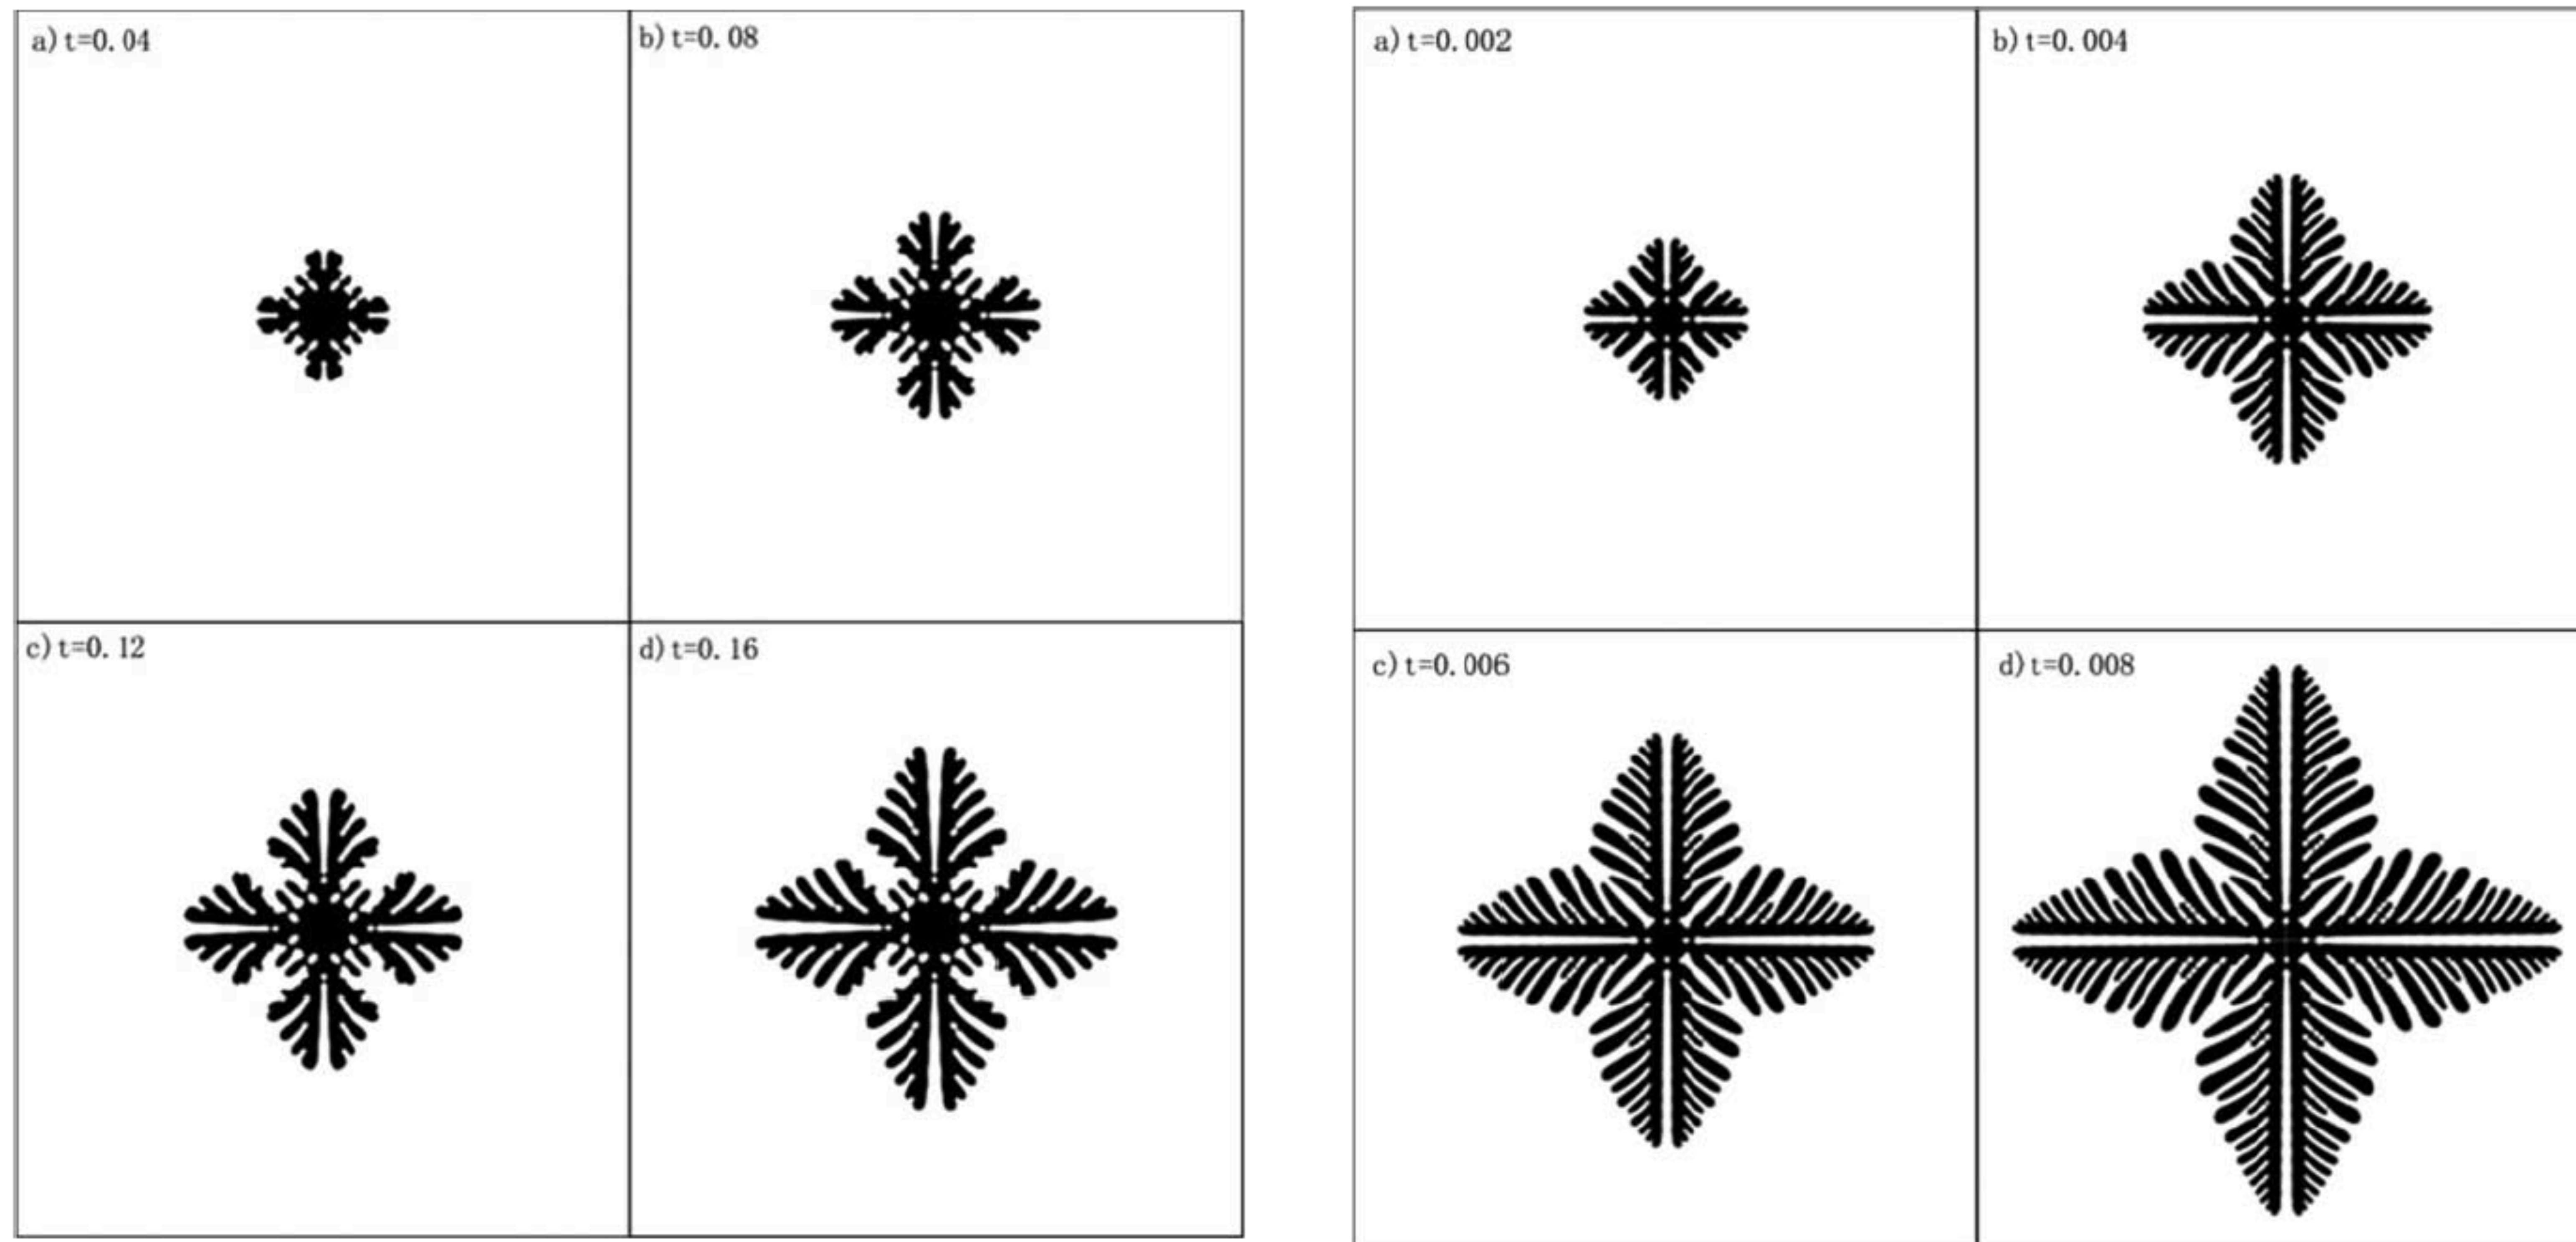 a) t=0.04
b) t=0.08
c) t=0.12
d) t=0.16
a) t=0.002
b) t=0.004
c) t=0.006
d) t=0.008